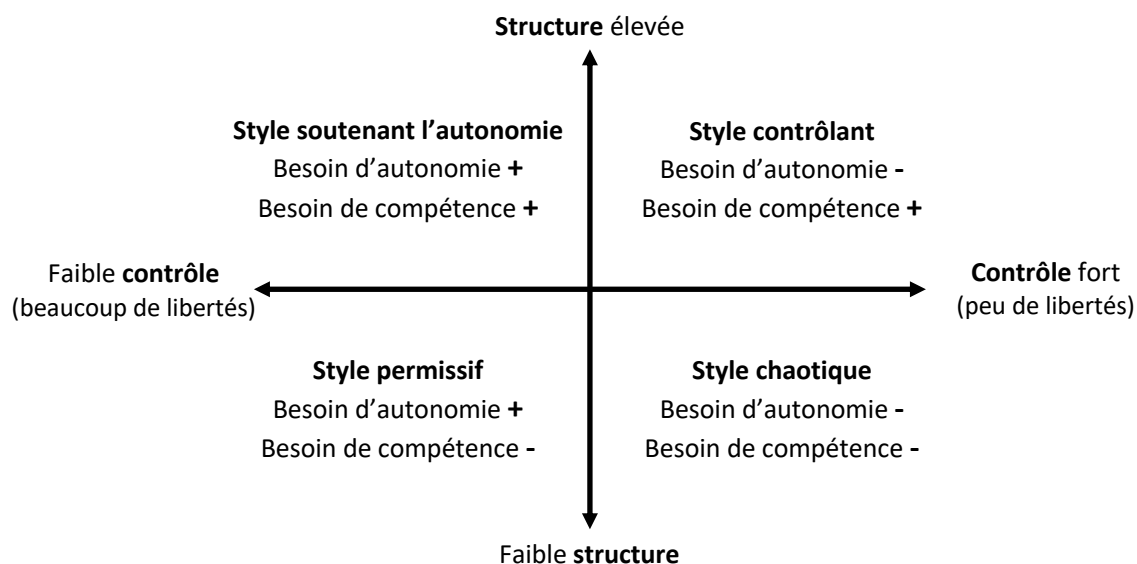 Structure élevée
Style soutenant l’autonomie
Besoin d’autonomie +
Besoin de compétence +
Style contrôlant
Besoin d’autonomie -
Besoin de compétence +
Faible contrôle
(beaucoup de libertés)
Contrôle fort
(peu de libertés)
Style permissif
Besoin d’autonomie +
Besoin de compétence -
Style chaotique
Besoin d’autonomie -
Besoin de compétence -
Faible structure